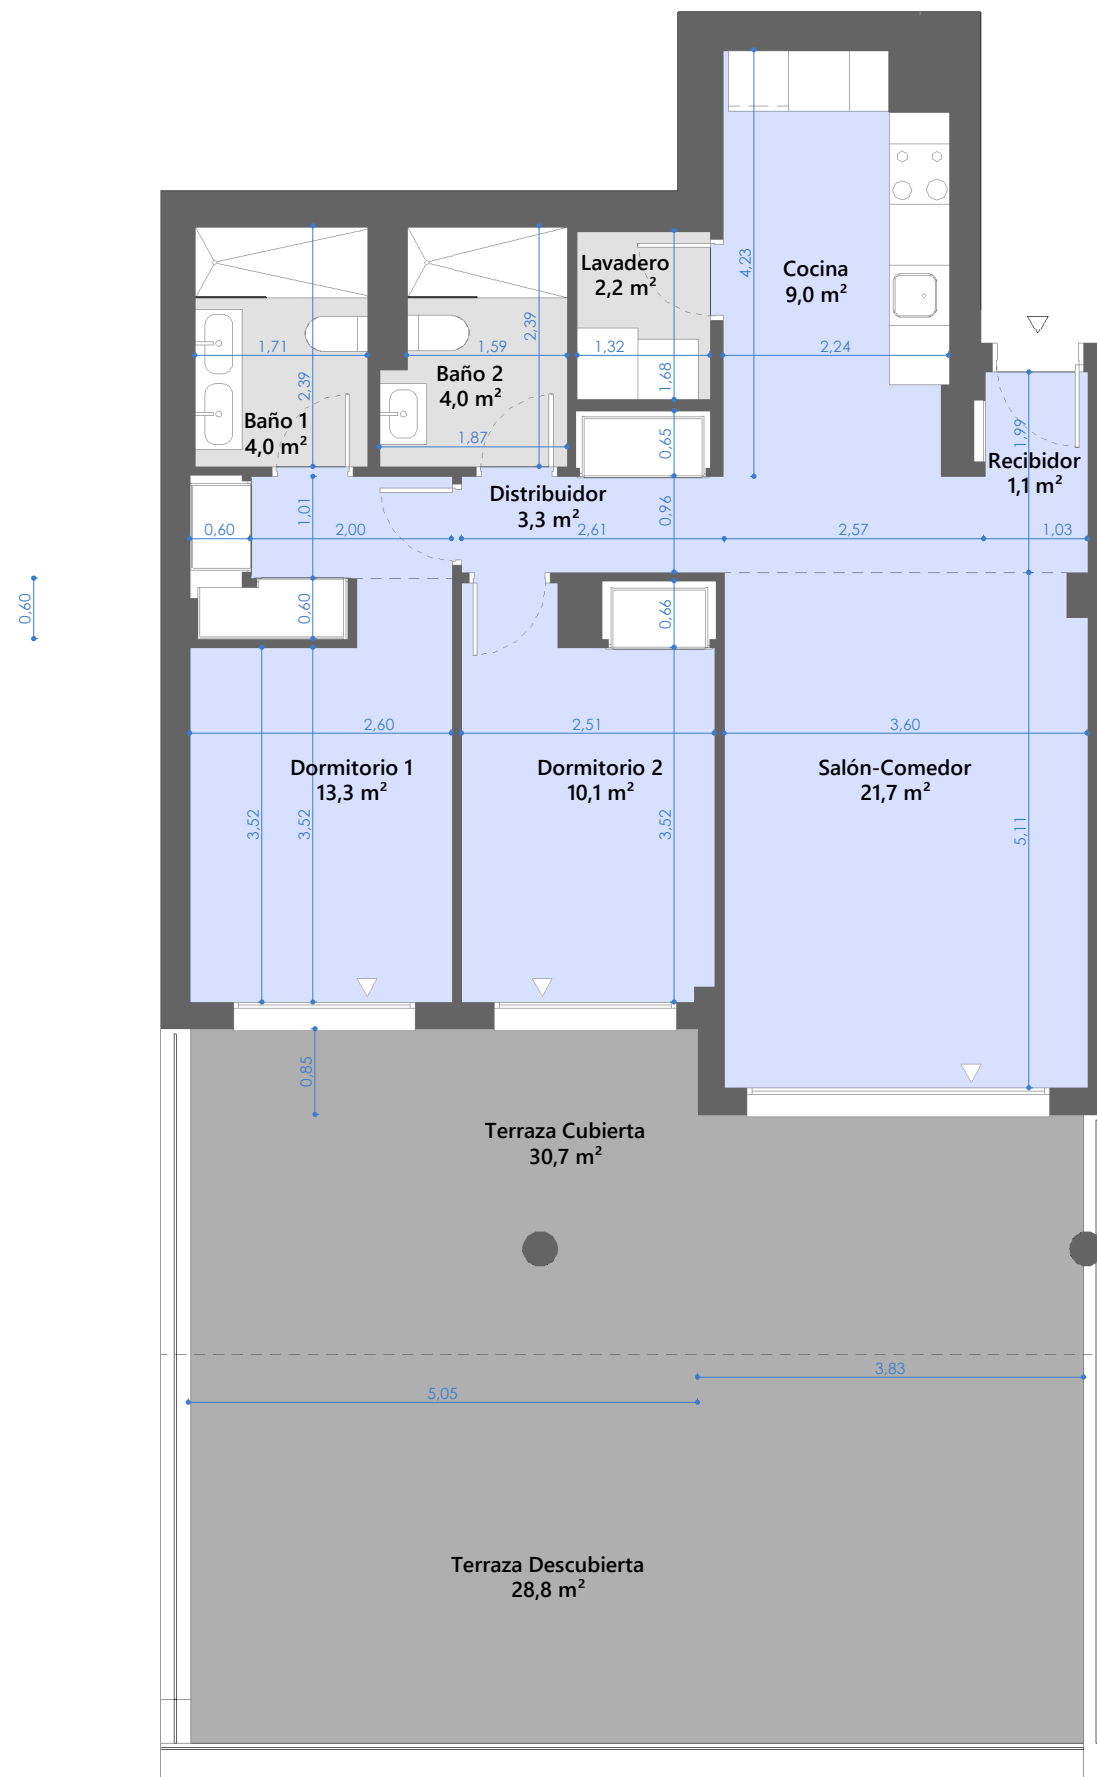 Lavadero
2,2 m²
Cocina
9,0 m²
4,23
2,39
1,71
1,59
1,32
2,24
Baño 2
4,0 m²
2,39
1,68
Baño 1
4,0 m²
1,87
0,65
1,99
Recibidor
1,1 m²
Distribuidor
3,3 m²
1,01
0,96
0,60
2,00
2,61
2,57
1,03
0,60
0,60
0,66
2,60
2,51
3,60
Dormitorio 1
13,3 m²
Dormitorio 2
10,1 m²
Salón-Comedor
21,7 m²
3,52
3,52
3,52
5,11
0,85
Terraza Cubierta
30,7 m²
3,83
5,05
Terraza Descubierta
28,8 m²